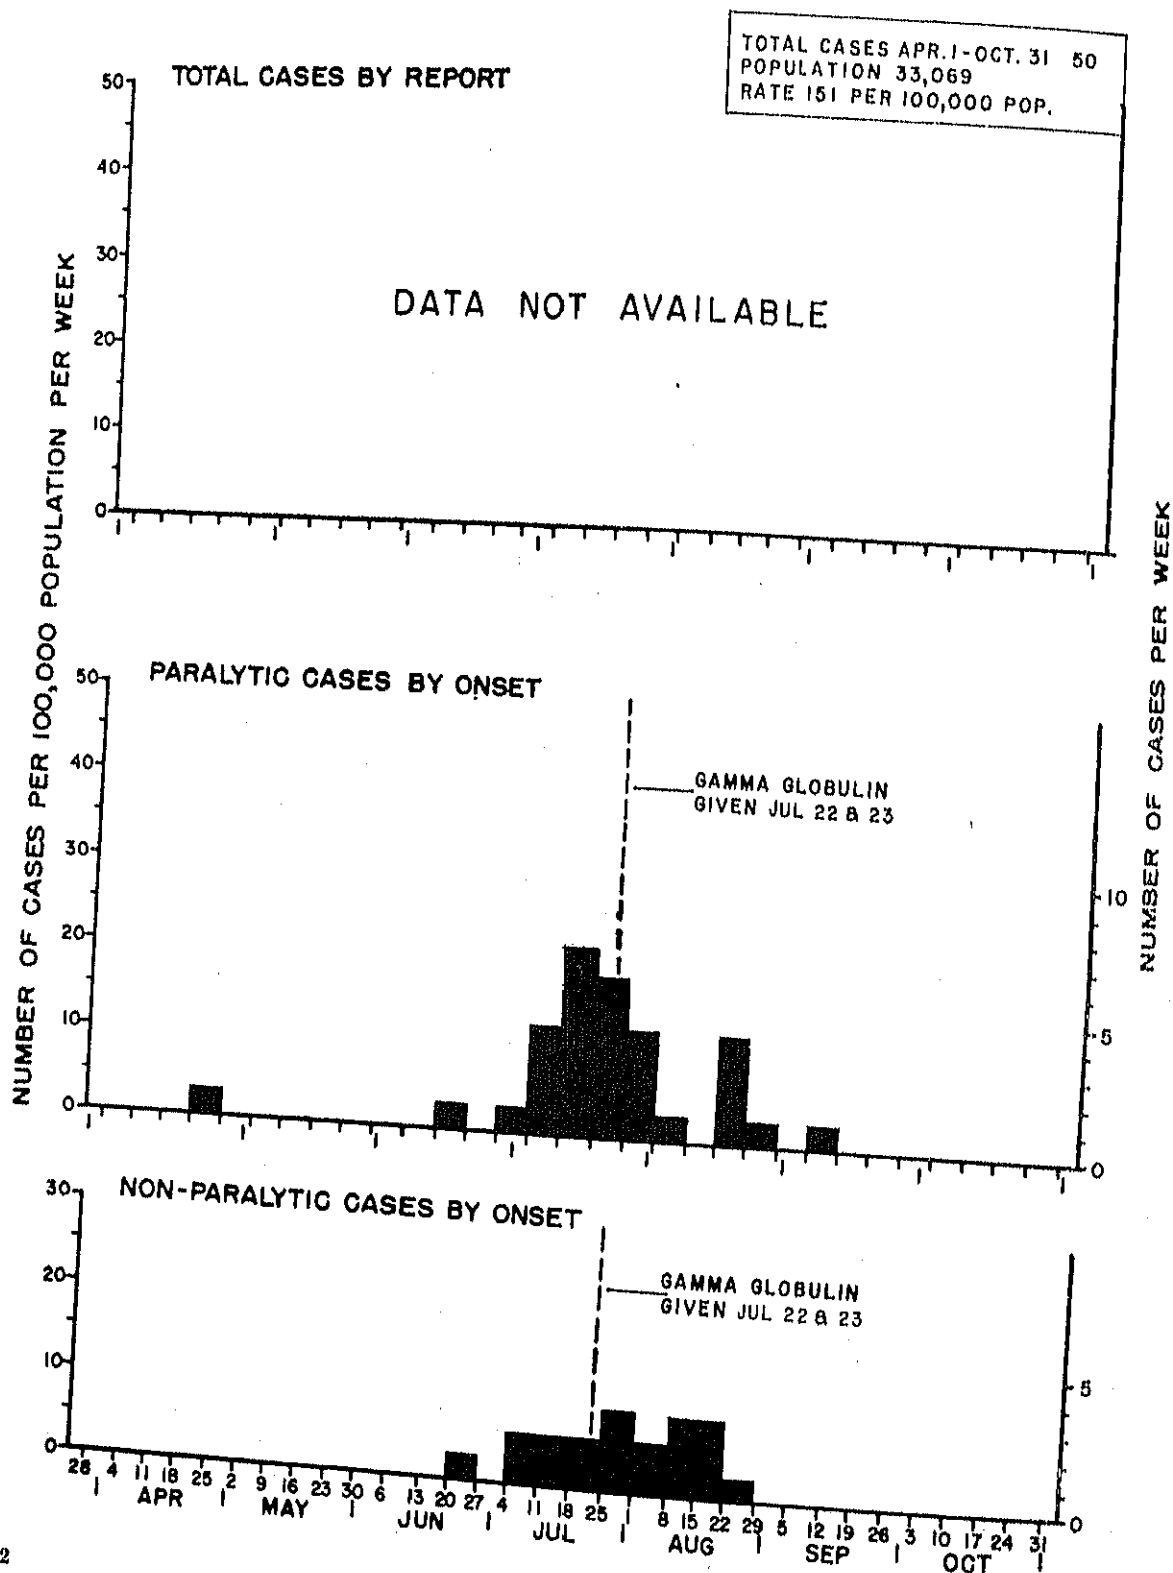 TOTAL CASES APR. 1-OCT. 31 50
POPULATION 33,069
RATE 151 PER 100,000 POP.
TOTAL CASES BY REPORT
50
40
30
20
10
0
DATA NOT AVAILABLE
NUMBER OF CASES PER 100,000 POPULATION PER WEEK
NUMBER OF CASES PER WEEK
PARALYTIC CASES BY ONSET
50
40
30
20
10
0
GAMMA GLOBULIN
GIVEN JUL 22 & 23
10
5
0
NON-PARALYTIC CASES BY ONSET
30
20
10
0
GAMMA GLOBULIN
GIVEN JUL 22 & 23
5
0
28 4 11 18 25 2 9 16 23 30 6 13 20 27 4 11 18 25 8 15 22 29 5 12 19 26 3 10 17 24 31
APR MAY JUN JUL AUG SEP OCT
2